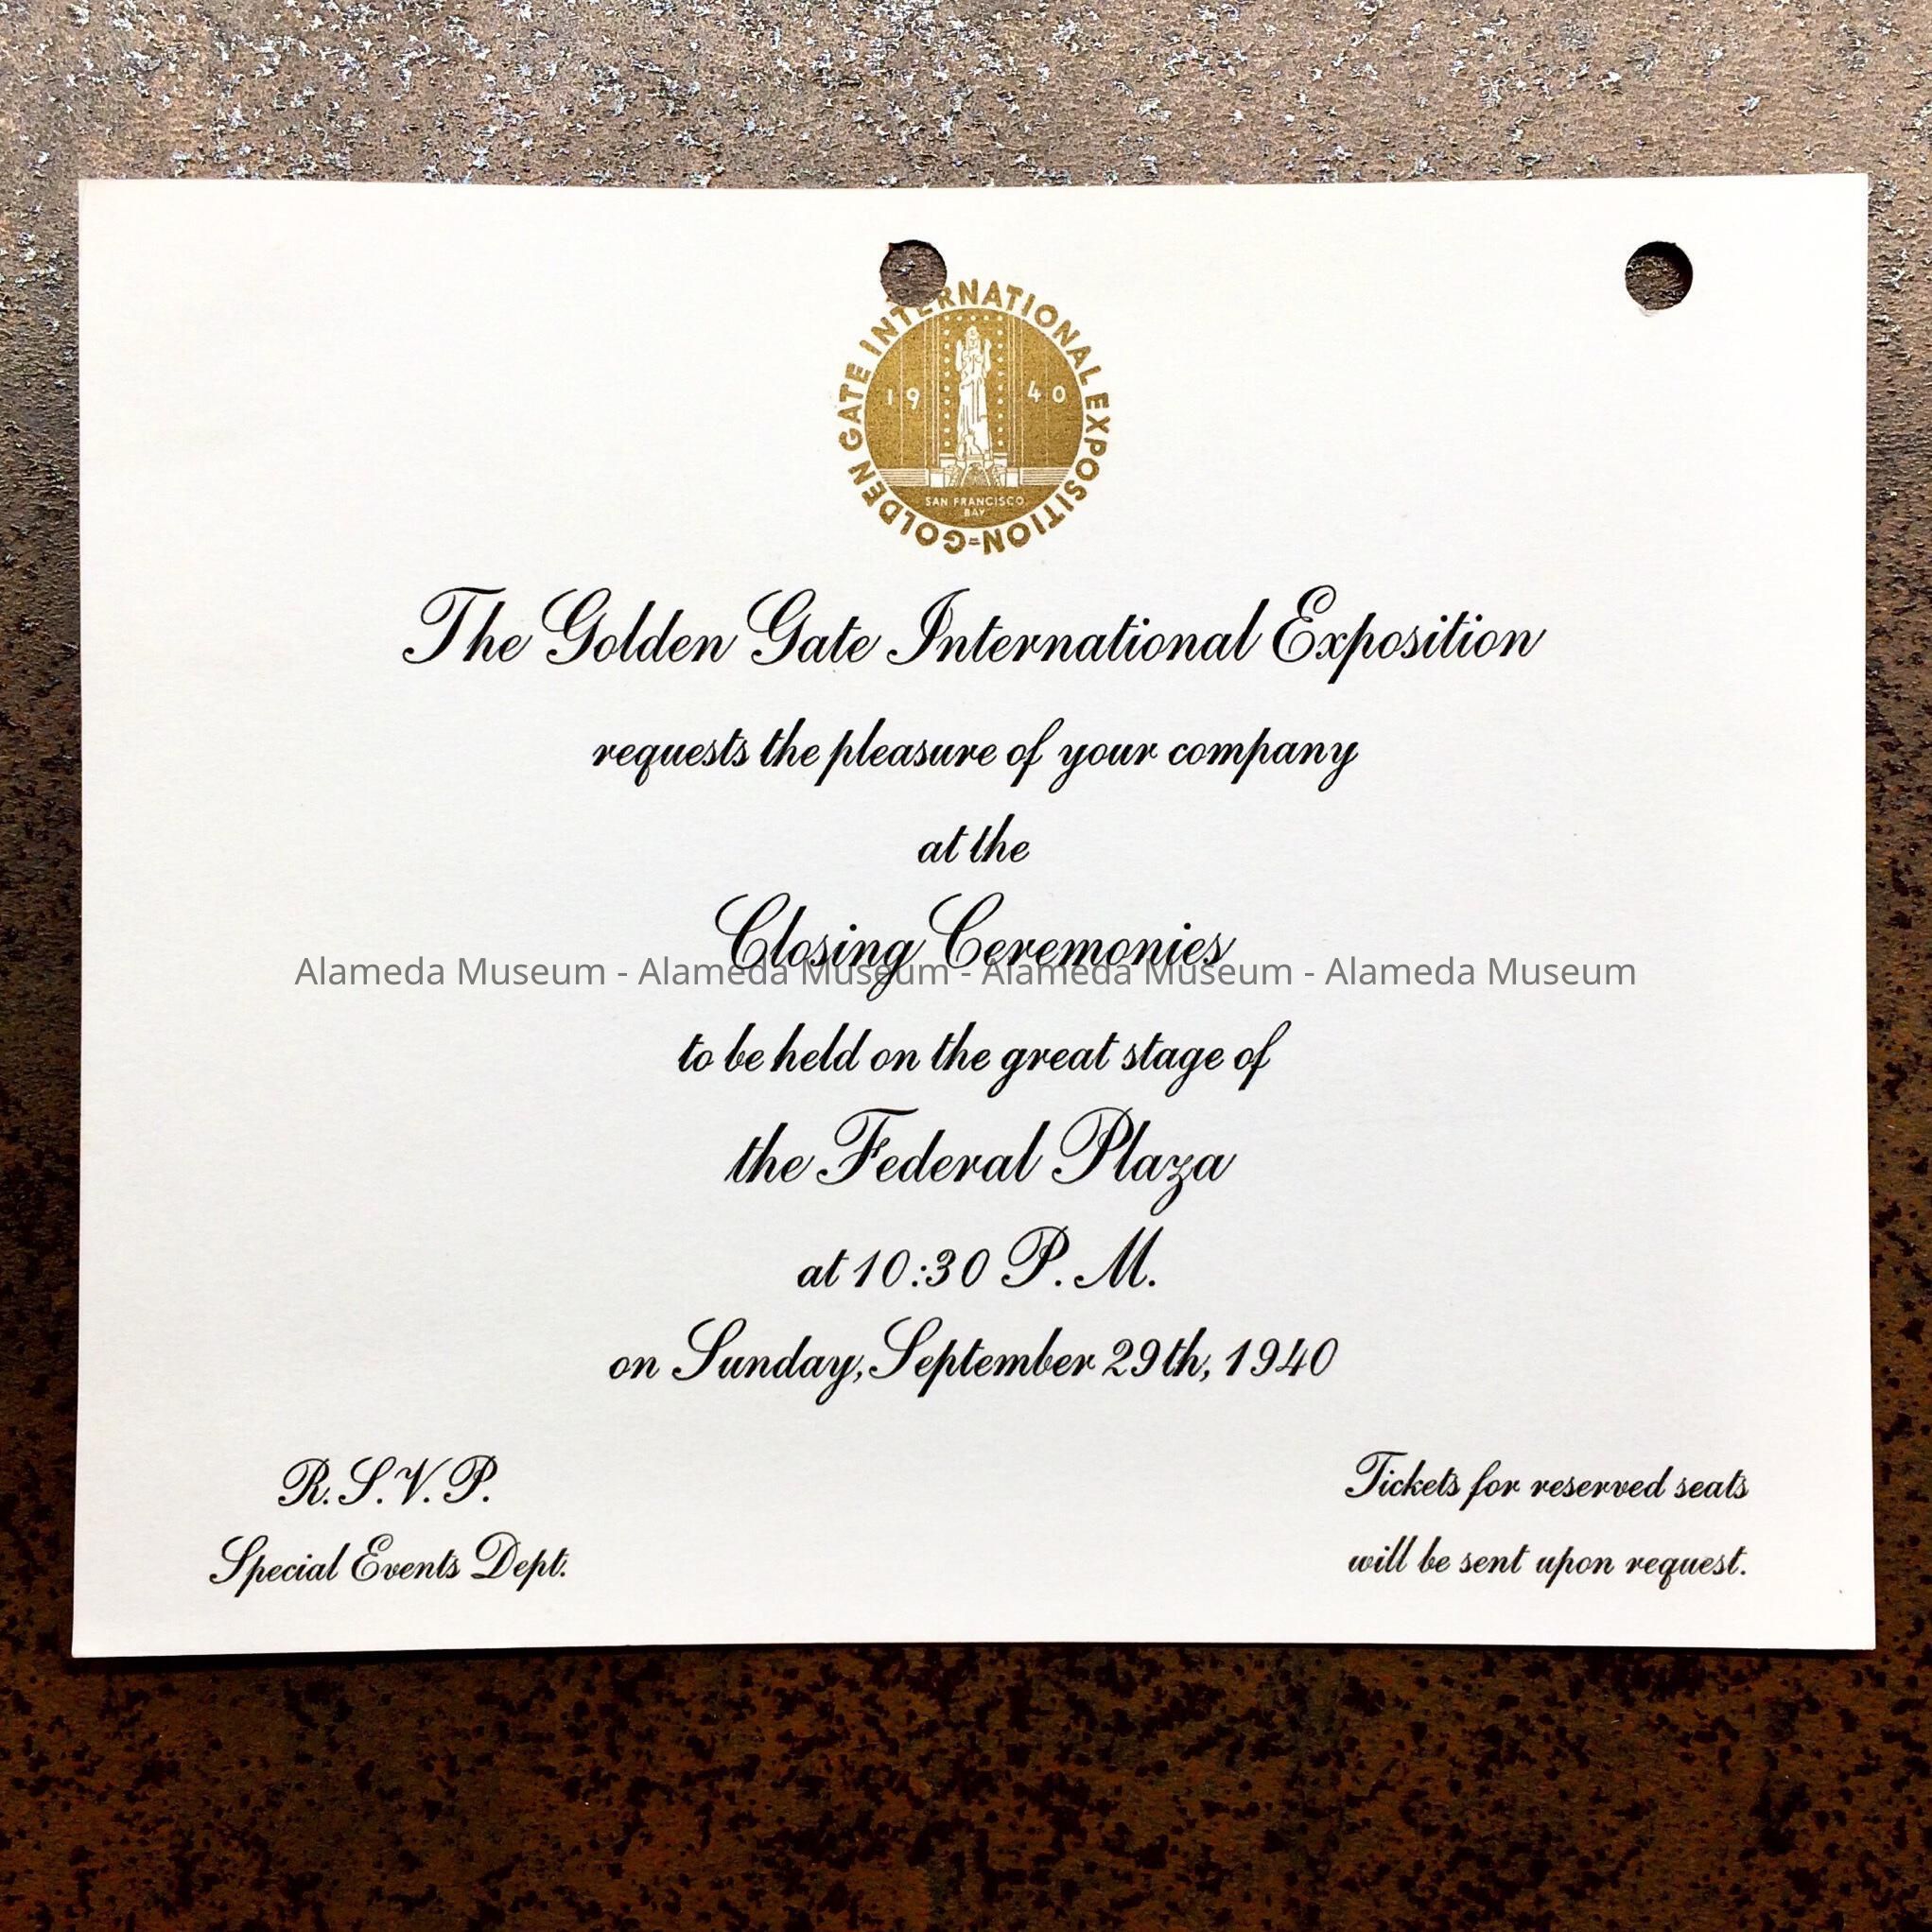 GOLDEN GATE INTERNATIONAL EXPOSITION
19 40
SAN FRANCISCO
BAY
The Golden Gate International Exposition
requests the pleasure of your company
at the
Closing Ceremonies
Alameda Museum - Alameda Museum - Alameda Museum - Alameda Museum
to be held on the great stage of
the Federal Plaza
at 10:30 P. M.
on Sunday, September 29th, 1940
R. S. V. P.
Special Events Dept.
Tickets for reserved seats
will be sent upon request.